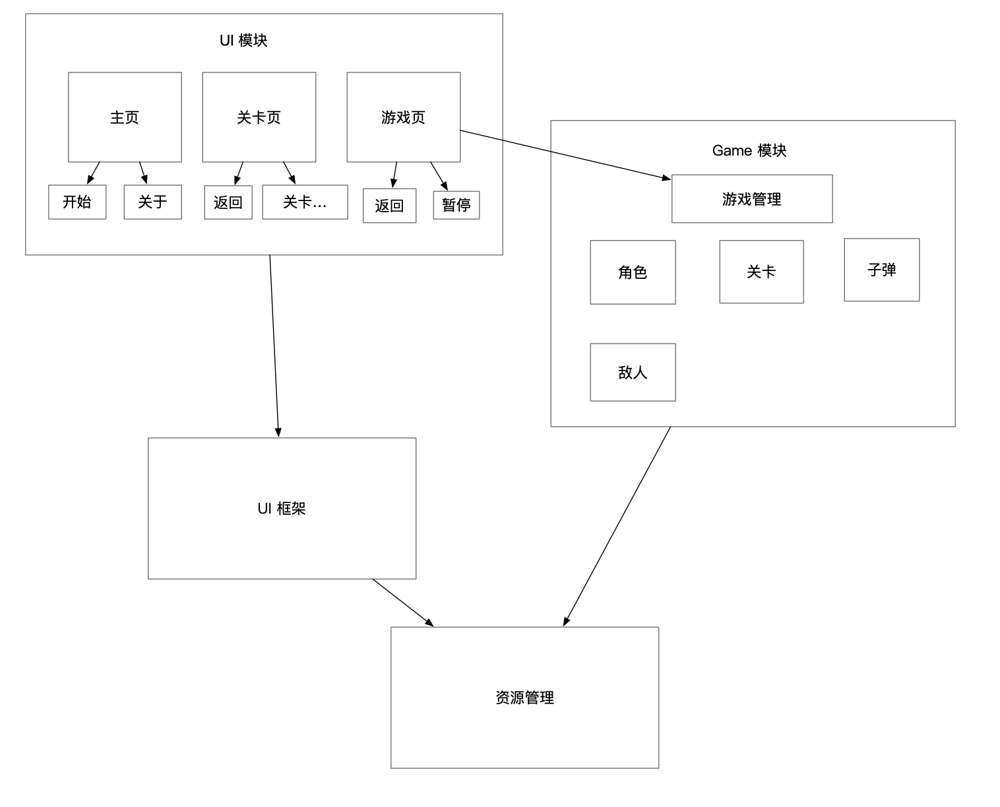 UI 模块
主页
关卡页
游戏页
开始
关于
返回
关卡...
返回
暂停
Game 模块
游戏管理
角色
关卡
子弹
敌人
UI 框架
资源管理